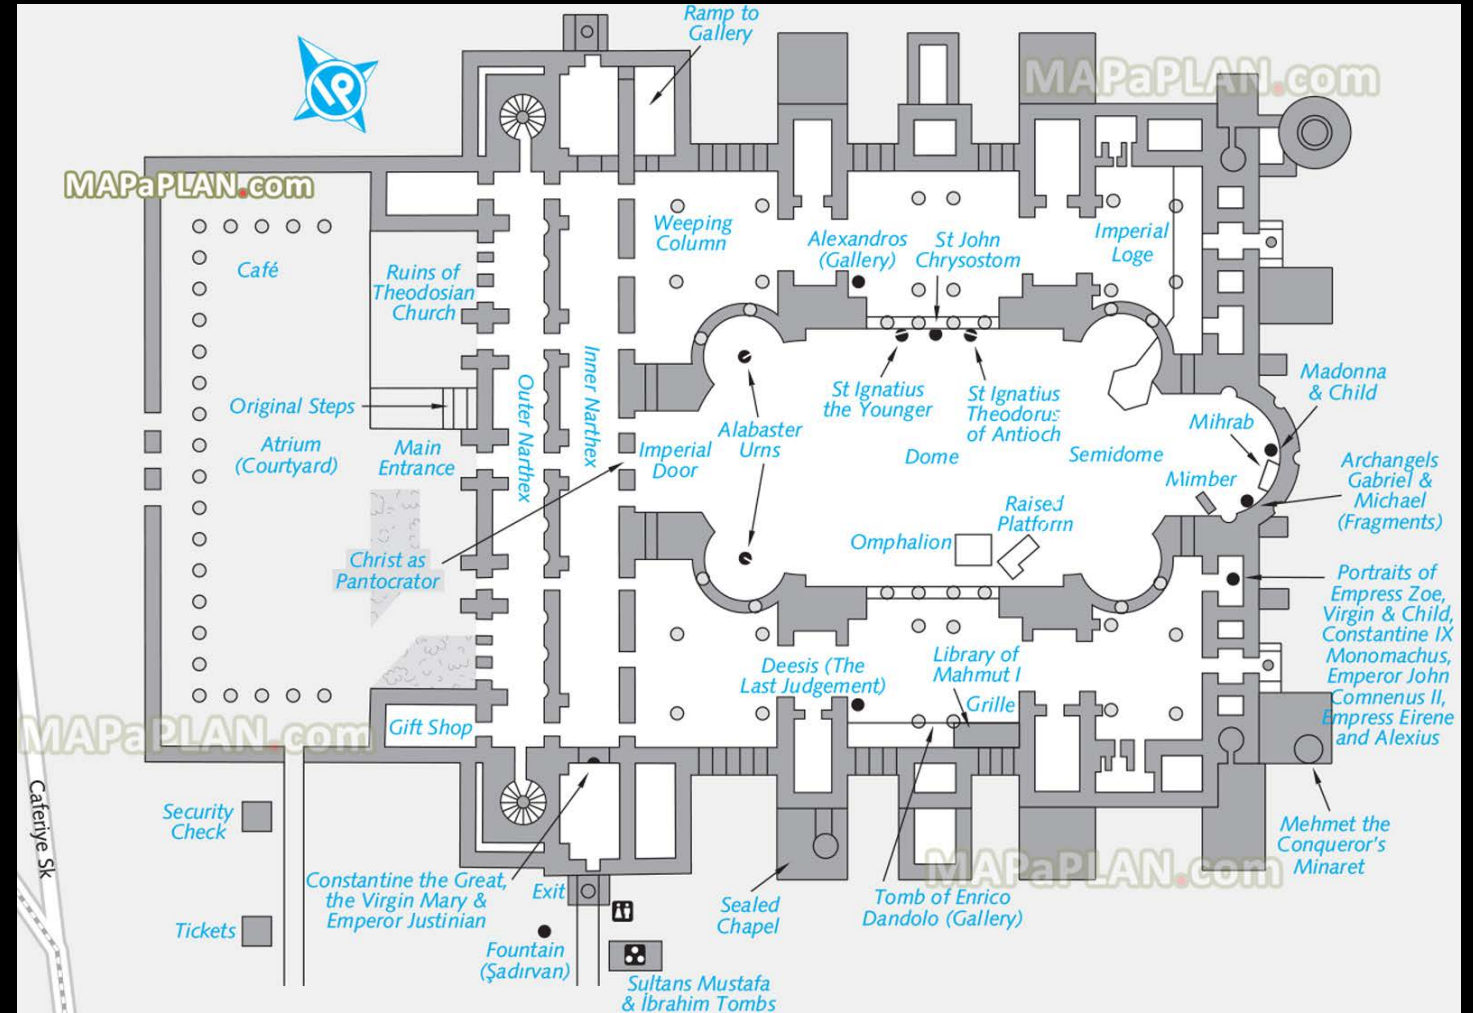 Ramp to
Gallery
MAPaPLAN.com
MAPaPLAN.com
Weeping
Column
Alexandros
(Gallery)
St John
Chrysostom
Imperial
Loge
Café
Ruins of
Theodosian
Church
Inner Narthex
Outer Narthex
St Ignatius
the Younger
St Ignatius
Theodorus
of Antioch
Madonna
& Child
Original Steps
Mihrab
Atrium
(Courtyard)
Main
Entrance
Imperial
Door
Alabaster
Urns
Dome
Semidome
Mimber
Archangels
Gabriel &
Michael
(Fragments)
Raised
Platform
Omphalion
Christ as
Pantocrator
Portraits of
Empress Zoe,
Virgin & Child,
Constantine IX
Monomachus,
Emperor John
Comnenus II,
Empress Eirene
and Alexius
Deesis (The
Last Judgement)
Library of
Mahmut I
Grille
Gift Shop
MAPaPLAN.com
Caferiye Sk
Security
Check
Mehmet the
Conqueror's
Minaret
MAPaPLAN.com
Constantine the Great,
the Virgin Mary &
Emperor Justinian
Exit
Sealed
Chapel
Tomb of Enrico
Dandolo (Gallery)
Tickets
Fountain
(Şadırvan)
Sultans Mustafa
& İbrahim Tombs